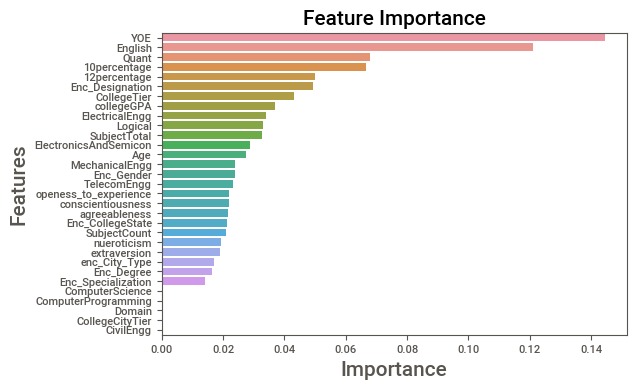 Feature Importance
YOE
English
Quant
10percentage
12percentage
Enc_Designation
CollegeTier
collegeGPA
ElectricalEngg
Logical
SubjectTotal
ElectronicsAndSemicon
Age
MechanicalEngg
Enc_Gender
TelecomEngg
openess_to_experience
conscientiousness
agreeableness
Enc_CollegeState
SubjectCount
nueroticism
extraversion
enc_City_Type
Enc_Degree
Enc_Specialization
ComputerScience
ComputerProgramming
Domain
CollegeCityTier
CivilEngg
Features
0.00 0.02 0.04 0.06 0.08 0.10 0.12 0.14
Importance